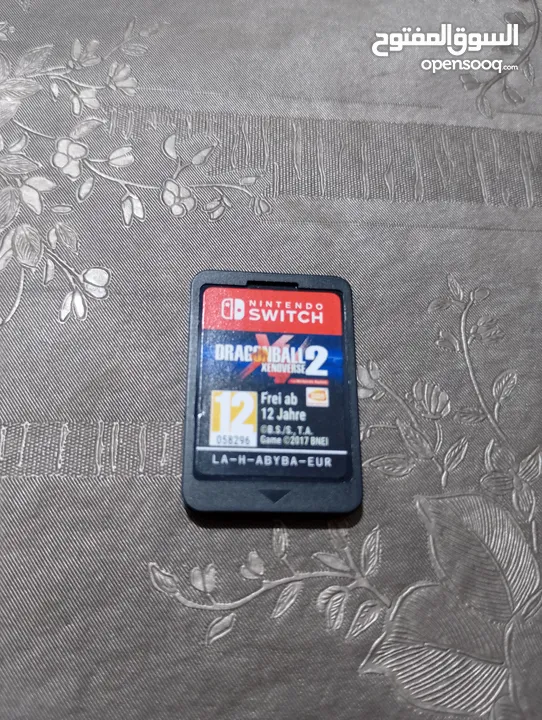 السوق المفتوح
opensooq.com
NINTENDO
SWITCH
DRAGONBALL
XENOVERSE 2
12
Frei ab
12 Jahre
058296
©B.S./S., T.A.
Game ©2017 BNEI
LA-H-ABYBA-EUR